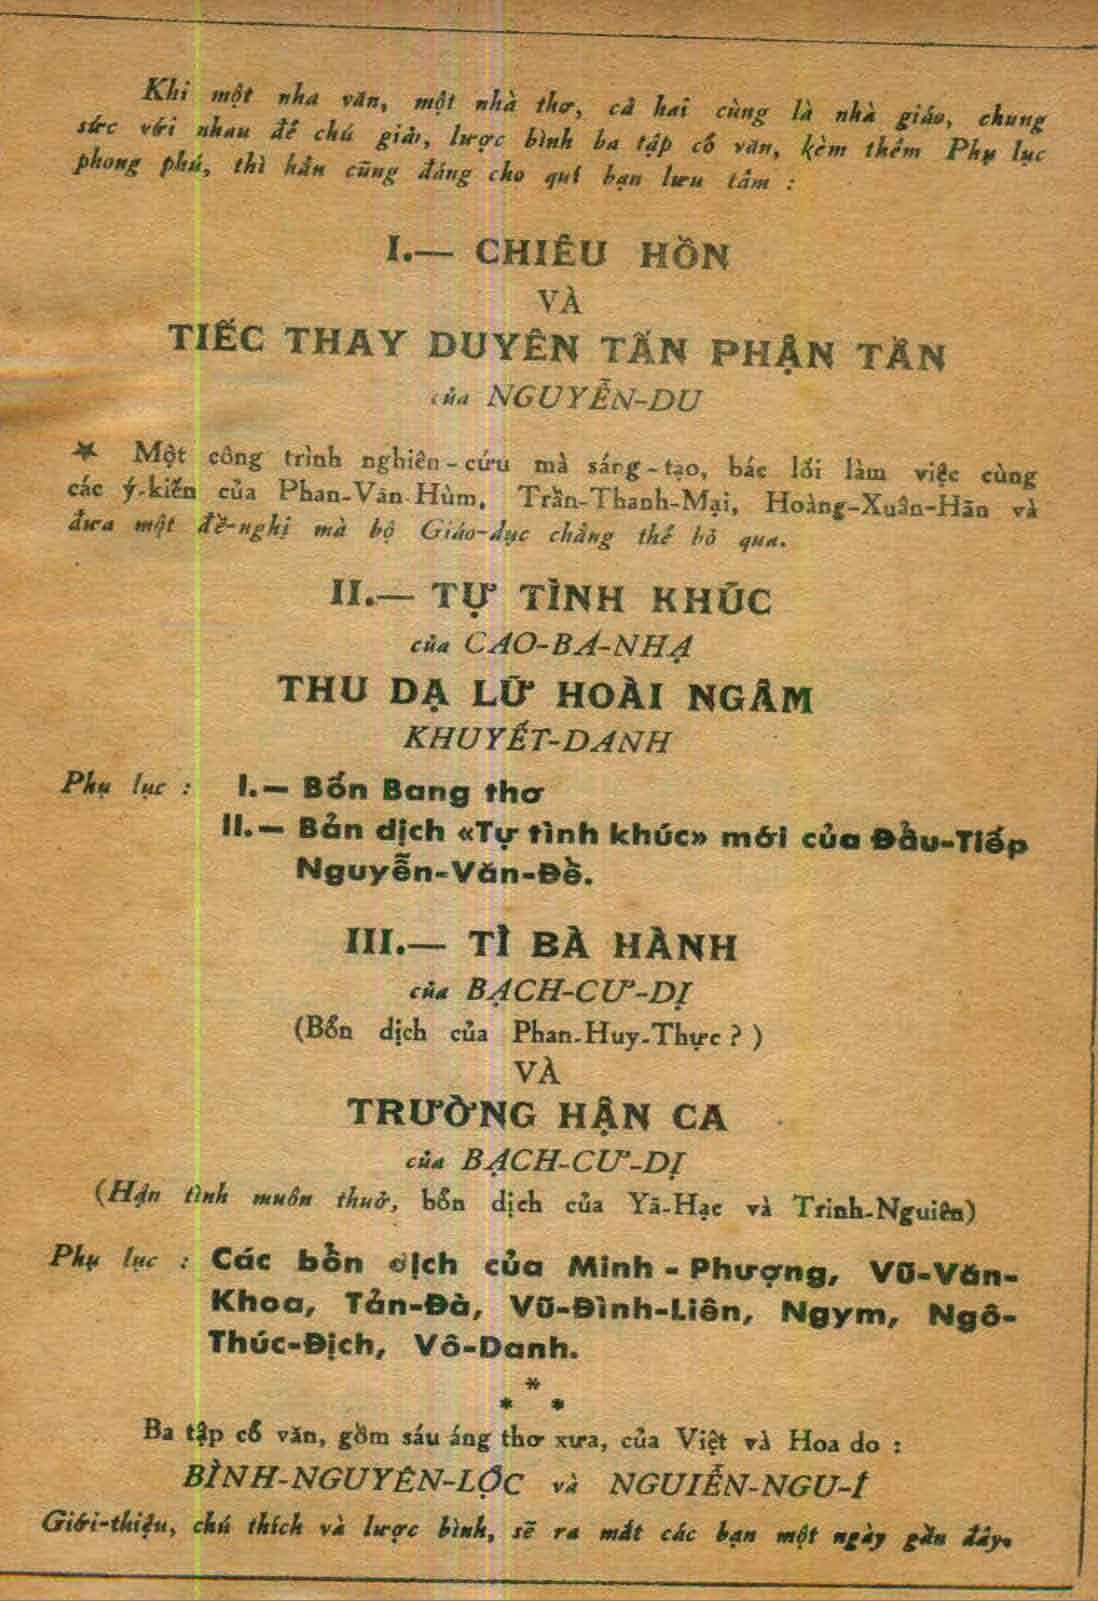 Khi một nha văn, một nhà thơ, cả hai cùng là nhà giáo, chung
sức với nhau để chú giải, lược bình ba tập cổ văn, kèm thêm Phụ lục
phong phú, thì hẳn cũng đáng cho quí bạn lưu tâm :
I.— CHIÊU HỒN
VÀ
TIẾC THAY DUYÊN TẤN PHẬN TẦN
của NGUYỄN-DU
* Một công trình nghiên-cứu mà sáng-tạo, bác lối làm việc cùng
các ý-kiến của Phan-Văn-Hùm, Trần-Thanh-Mại, Hoàng-Xuân-Hãn và
đưa một đề-nghị mà bộ Giáo-dục chẳng thể bỏ qua.
II.— TỰ TÌNH KHÚC
của CAO-BÁ-NHẠ
THU DẠ LỮ HOÀI NGÂM
KHUYẾT-DANH
Phụ lục : I.— Bốn Bang thơ
II.— Bản dịch «Tự tình khúc» mới của Đẩu-Tiếp
Nguyễn-Văn-Đề.
III.— TÌ BÀ HÀNH
của BẠCH-CƯ-DỊ
(Bổn dịch của Phan-Huy-Thực ? )
VÀ
TRƯỜNG HẬN CA
của BẠCH-CƯ-DỊ
(Hận tình muôn thuở, bổn dịch của Yã-Hạc và Trinh-Nguiên)
Phụ lục : Các bổn dịch của Minh - Phượng, Vũ-Văn-
Khoa, Tản-Đà, Vũ-Đình-Liên, Ngym, Ngô-
Thúc-Địch, Vô-Danh.
*
* *
Ba tập cổ văn, gồm sáu áng thơ xưa, của Việt và Hoa do :
BÌNH-NGUYÊN-LỘC và NGUIỄN-NGU-Í
Giới-thiệu, chú thích và lược bình, sẽ ra mắt các bạn một ngày gần đây.